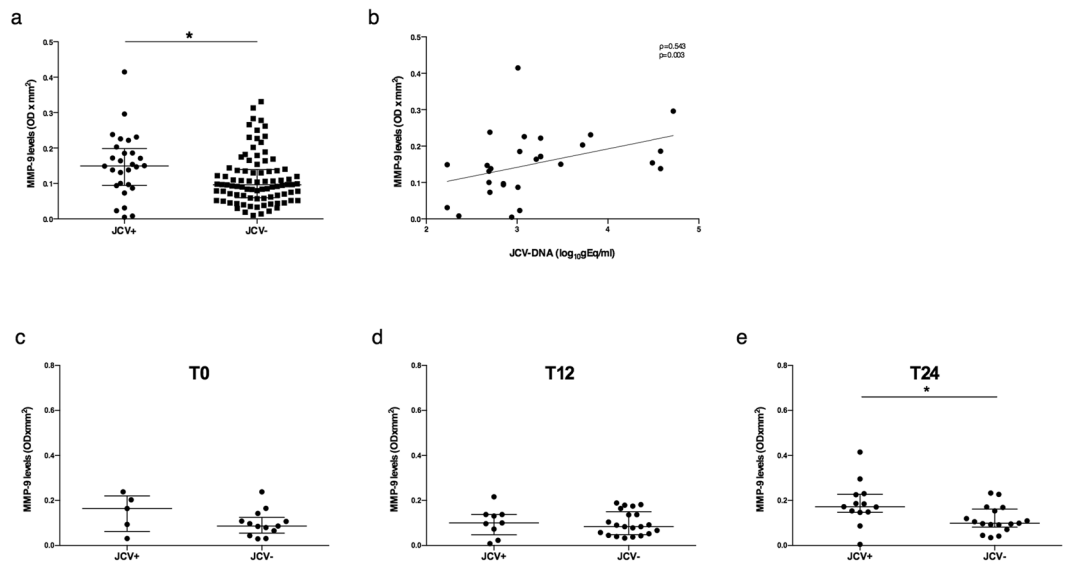 a
*
MMP-9 levels (OD x mm²)
0.5
0.4
0.3
0.2
0.1
0.0
JCV+ JCV-
b
ρ=0.543
p=0.003
MMP-9 levels (OD x mm²)
0.5
0.4
0.3
0.2
0.1
0.0
2 3 4 5
JCV-DNA (log₁₀gEq/ml)
c
T0
MMP-9 levels (ODxmm²)
0.8
0.6
0.4
0.2
0.0
JCV+ JCV-
d
T12
MMP-9 levels (ODxmm²)
0.8
0.6
0.4
0.2
0.0
JCV+ JCV-
e
T24
*
MMP-9 levels (ODxmm²)
0.8
0.6
0.4
0.2
0.0
JCV+ JCV-